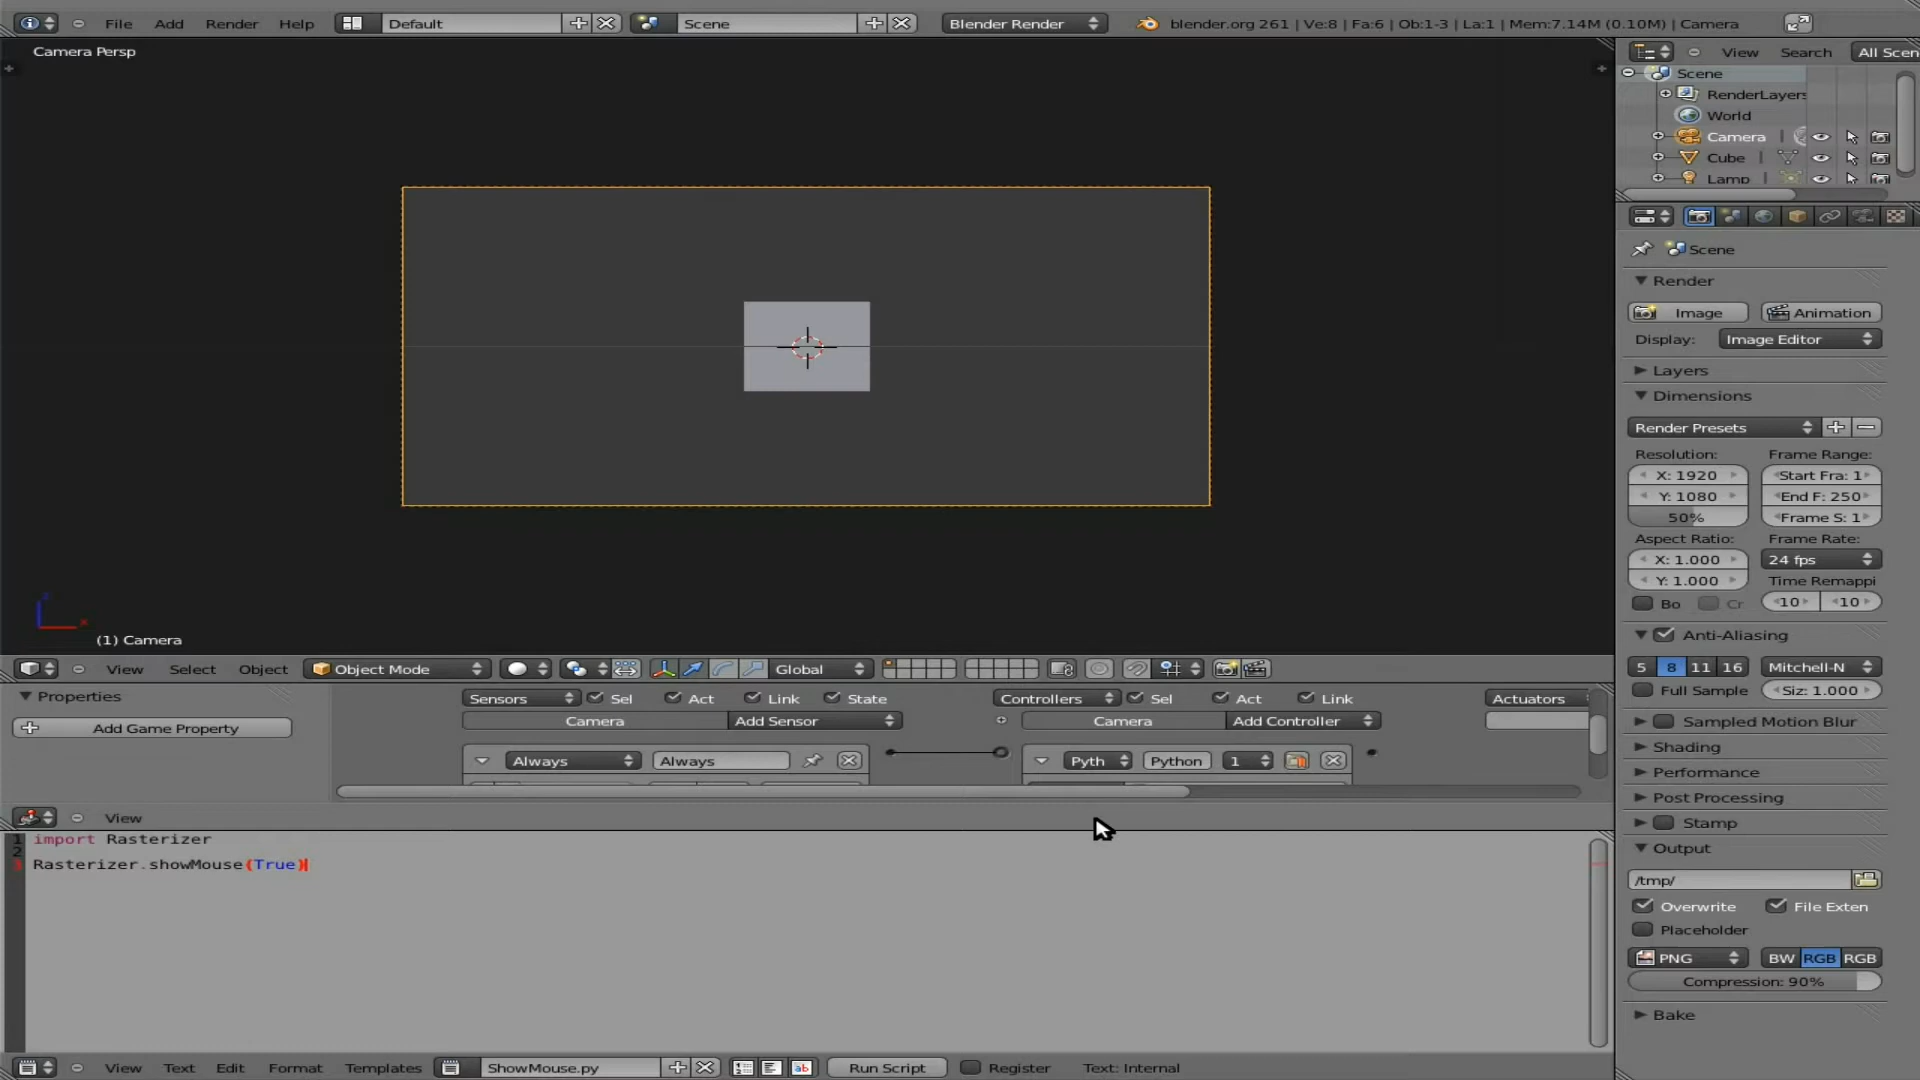 File Add Render Help Default Scene Blender Render blender.org 261 | Ve:8 | Fa:6 | Ob:1-3 | La:1 | Mem:7.14M (0.10M) | Camera
Camera Persp
(1) Camera
View Select Object Object Mode Global
Properties
Add Game Property
Sensors Sel Act Link State Controllers Sel Act Link Actuators
Camera Add Sensor Camera Add Controller
Always Always Pyth Python 1
View
1 import Rasterizer
2
3 Rasterizer.showMouse(True)
View Text Edit Format Templates ShowMouse.py Run Script Register Text: Internal
View Search All Scen
Scene
RenderLayers
World
Camera |
Cube |
Lamp |
Scene
Render
Image Animation
Display: Image Editor
Layers
Dimensions
Render Presets
Resolution: Frame Range:
X: 1920 Start Fra: 1
Y: 1080 End F: 250
50% Frame S: 1
Aspect Ratio: Frame Rate:
X: 1.000 24 fps
Y: 1.000 Time Remappi
Bo Cr 10 10
Anti-Aliasing
5 8 11 16 Mitchell-N
Full Sample Siz: 1.000
Sampled Motion Blur
Shading
Performance
Post Processing
Stamp
Output
/tmp/
Overwrite File Exten
Placeholder
PNG BW RGB RGB
Compression: 90%
Bake